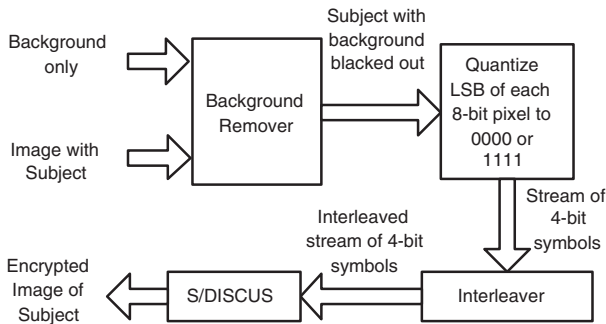 Background
only
Image with
Subject
Background
Remover
Subject with
background
blacked out
Quantize
LSB of each
8-bit pixel to
0000 or
1111
Stream of
4-bit
symbols
Interleaver
Interleaved
stream of 4-bit
symbols
S/DISCUS
Encrypted
Image of
Subject